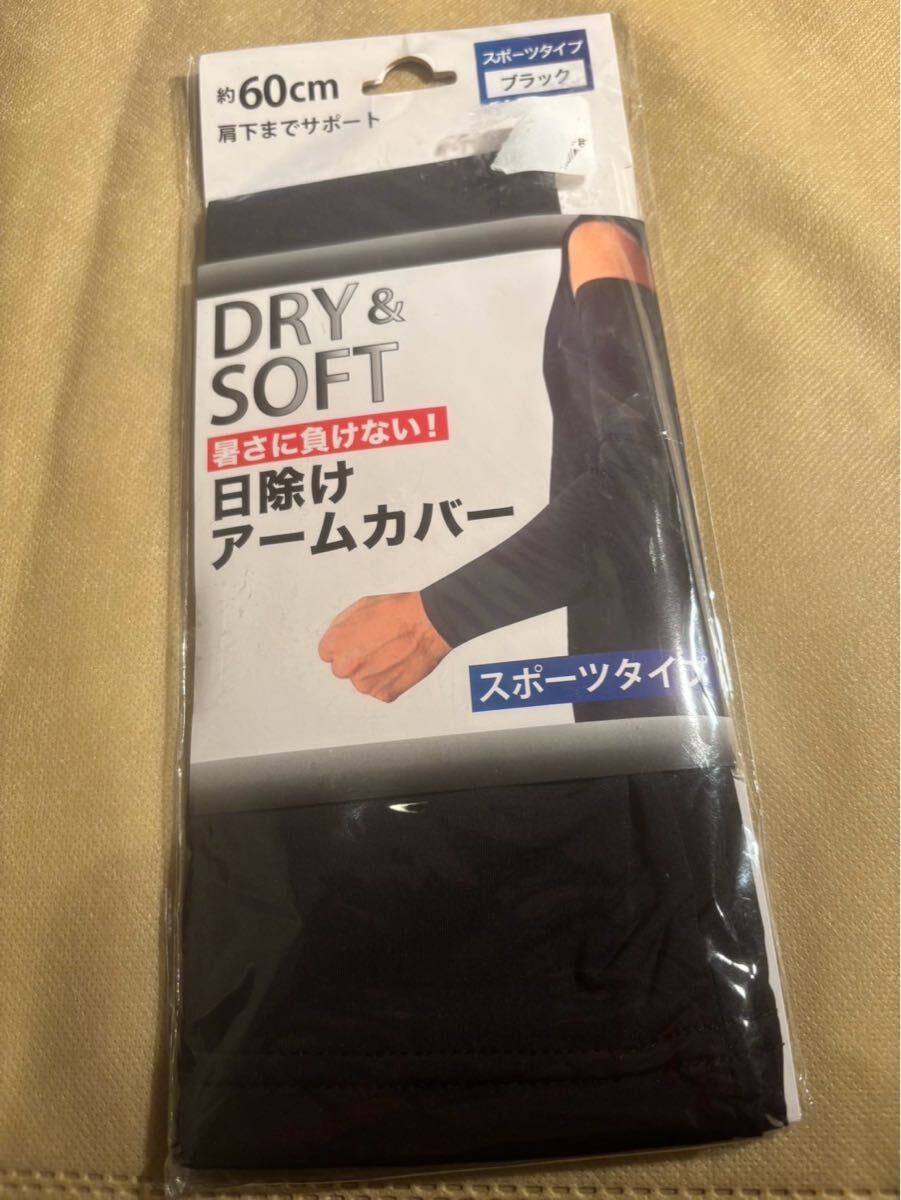 約60cm
肩下までサポート
スポーツタイプ
ブラック
DRY &
SOFT
暑さに負けない!
日除け
アームカバー
スポーツタイプ